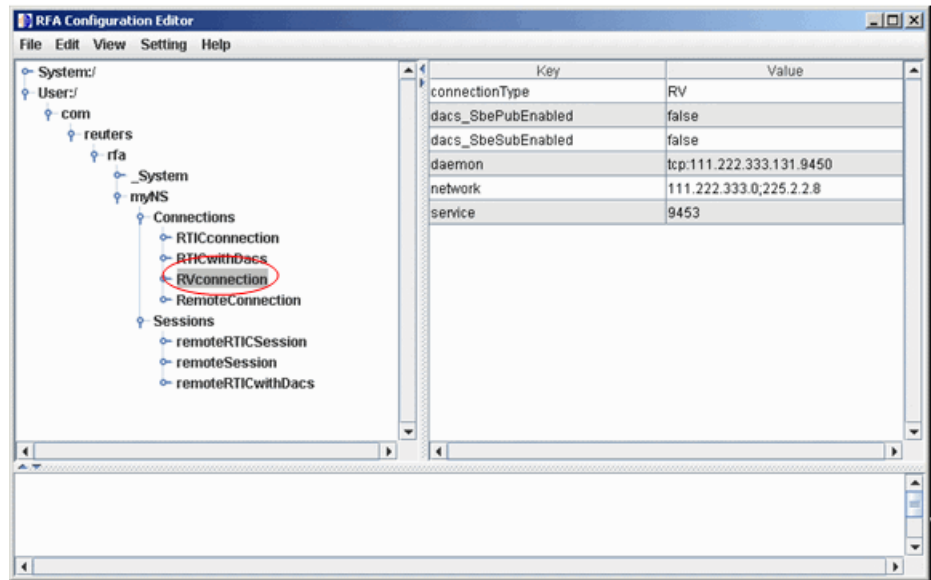 RFA Configuration Editor
File Edit View Setting Help
System:/
User:/
com
reuters
rfa
_System
myNS
Connections
RTICconnection
RTICwithDacs
RVconnection
RemoteConnection
Sessions
remoteRTICSession
remoteSession
remoteRTICwithDacs
Key Value
connectionType RV
dacs_SbePubEnabled false
dacs_SbeSubEnabled false
daemon tcp:111.222.333.131.9450
network 111.222.333.0;225.2.2.8
service 9453